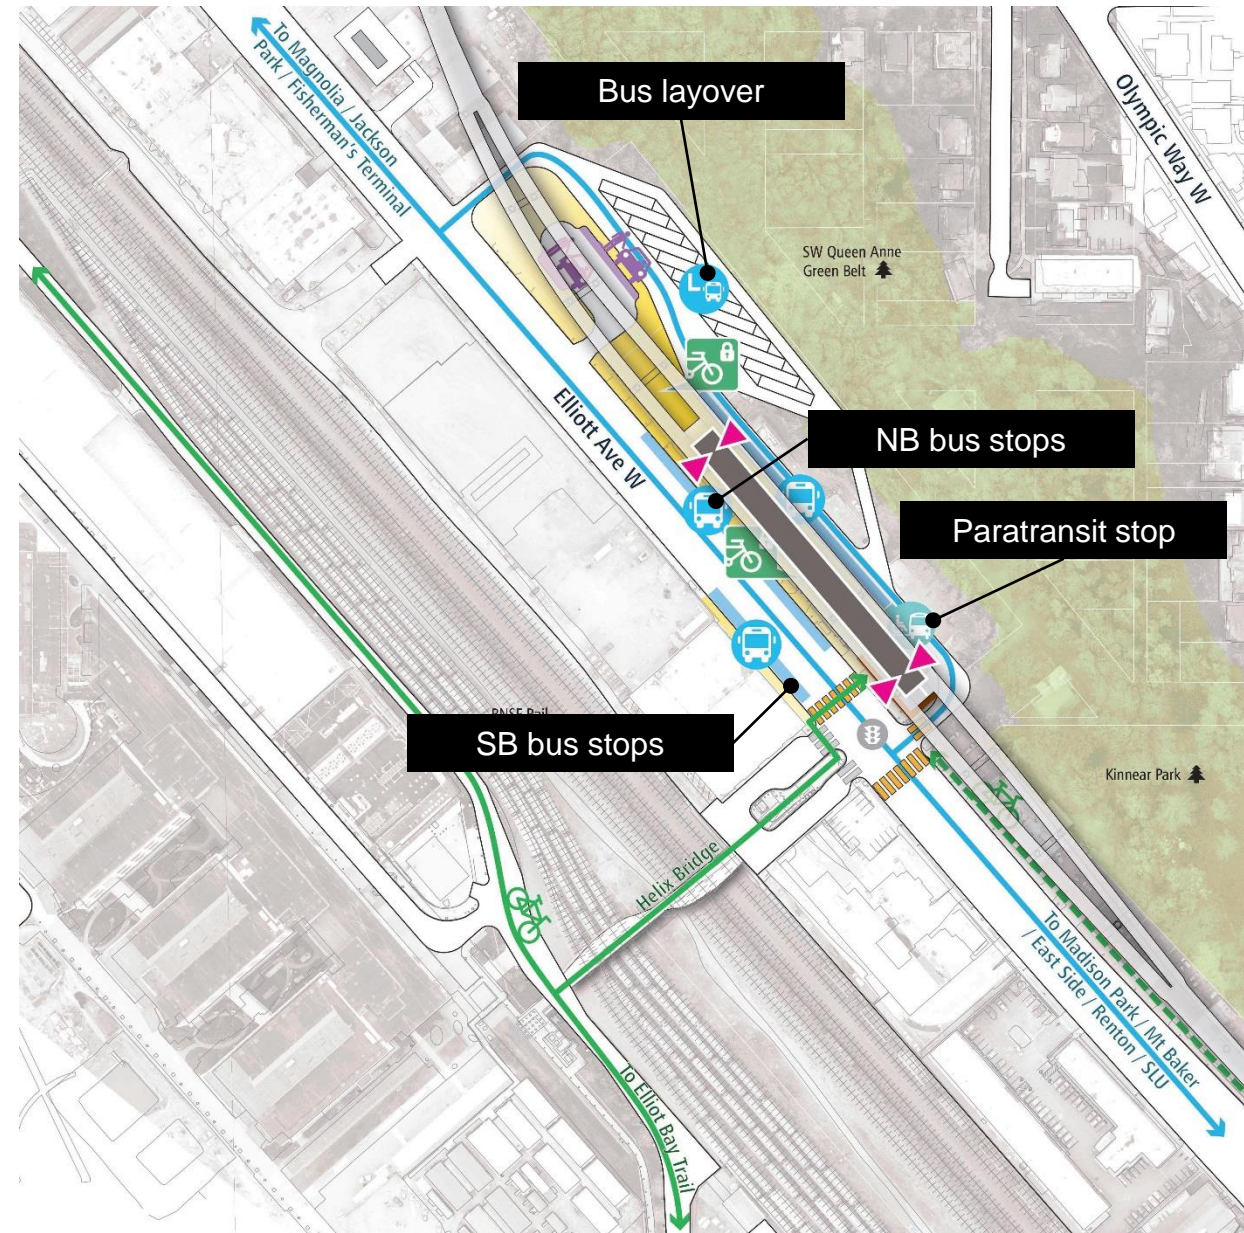 To Magnolia / Jackson
Park / Fisherman's Terminal
Bus layover
Olympic Way W
SW Queen Anne
Green Belt
L
Elliott Ave W
NB bus stops
Paratransit stop
BNSF Rail
SB bus stops
Kinnear Park
Helix Bridge
To Madison Park / Mt Baker
/ East Side / Renton / SLU
To Elliot Bay Trail